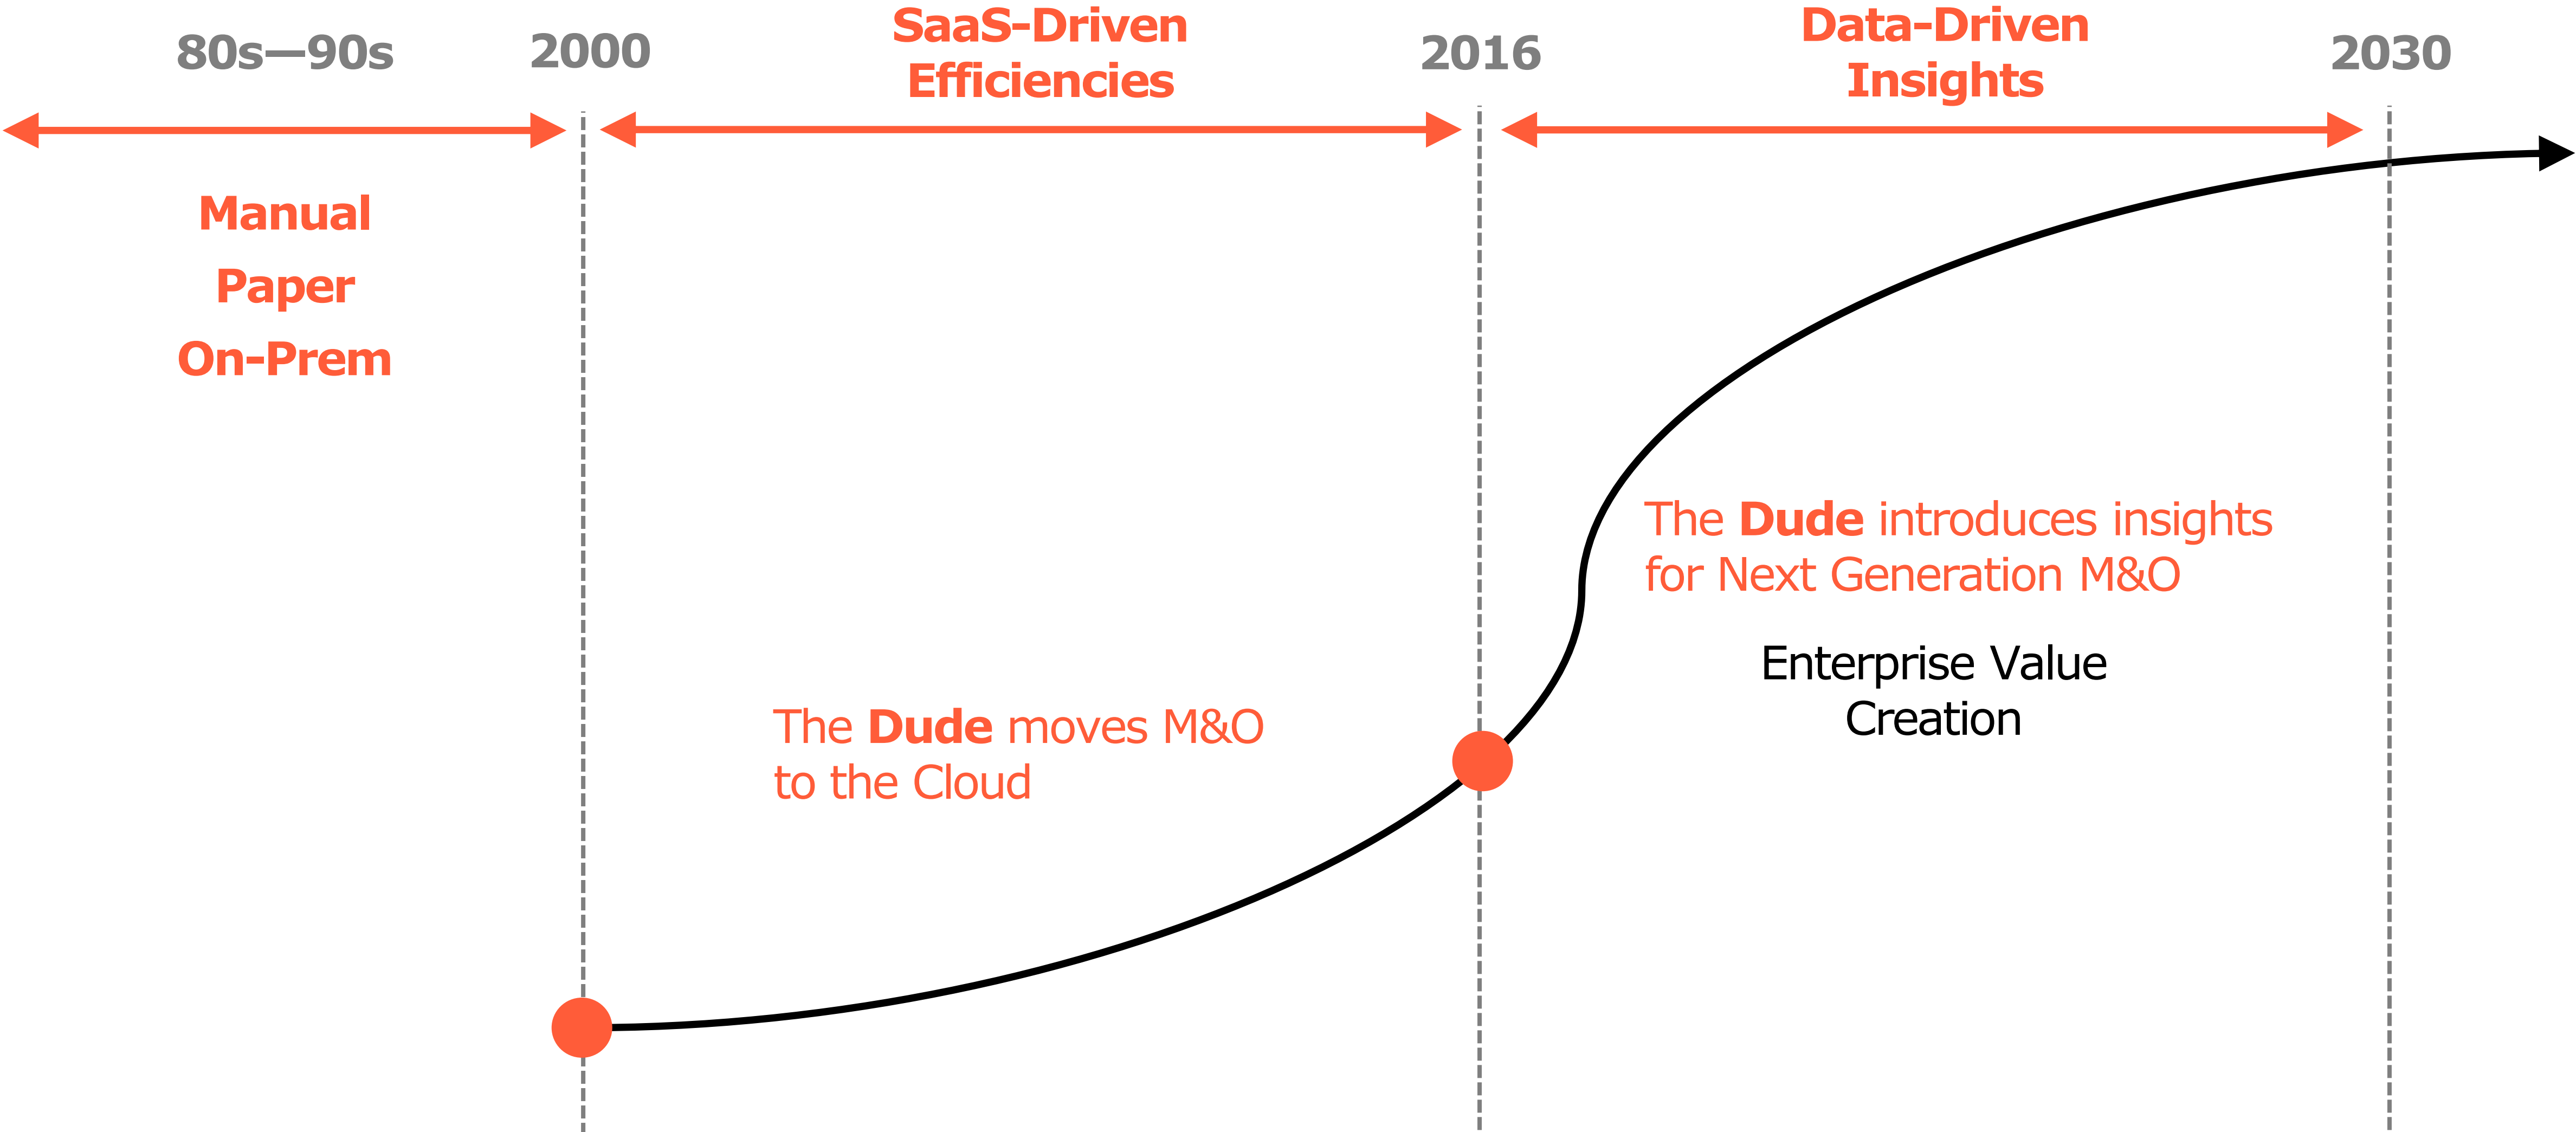 80s—90s
2000
SaaS-Driven
Efficiencies
2016
Data-Driven
Insights
2030
Manual
Paper
On-Prem
The Dude introduces insights
for Next Generation M&O
Enterprise Value
Creation
The Dude moves M&O
to the Cloud